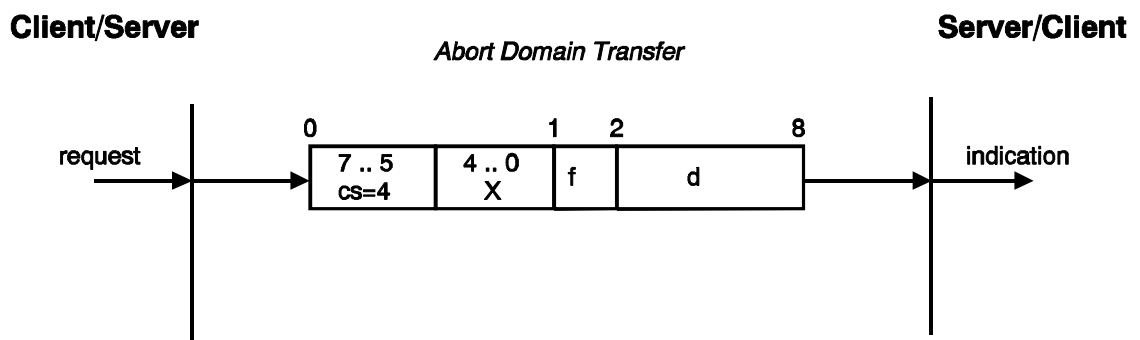 Client/Server
Server/Client
Abort Domain Transfer
0 1 2 8
request
7 .. 5
cs=4
4 .. 0
X
f
d
indication